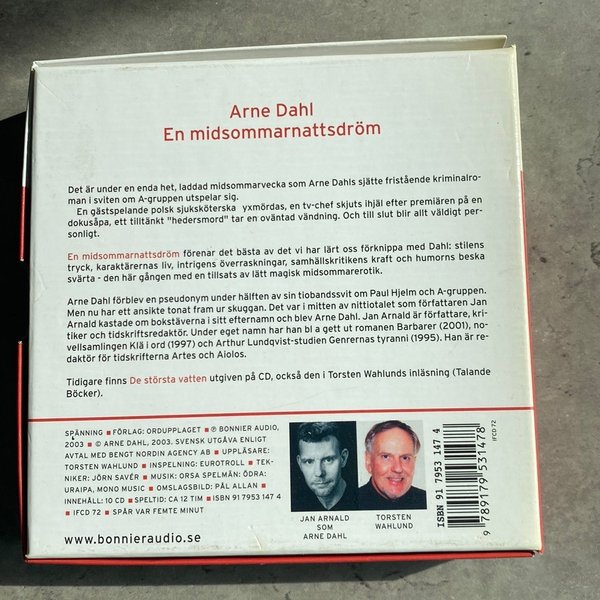 Arne Dahl
En midsommarnattsdröm
Det är under en enda het, laddad midsommarvecka som Arne Dahls sjätte fristående kriminalro-
man i sviten om A-gruppen utspelar sig.
En gästspelande polsk sjuksköterska yxmördas, en tv-chef skjuts ihjäl efter premiären på en
dokusåpa, ett tilltänkt "hedersmord" tar en oväntad vändning. Och till slut blir allt väldigt per-
sonligt.
En midsommarnattsdröm förenar det bästa av det vi har lärt oss förknippa med Dahl: stilens
tryck, karaktärernas liv, intrigens överraskningar, samhällskritikens kraft och humorns beska
svärta - den här gången med en tillsats av lätt magisk midsommarerotik.
Arne Dahl förblev en pseudonym under hälften av sin tiobandssvit om Paul Hjelm och A-gruppen.
Men nu har ett ansikte tonat fram ur skuggan. Det var i mitten av nittiotalet som författaren Jan
Arnald kastade om bokstäverna i sitt efternamn och blev Arne Dahl. Jan Arnald är författare, kri-
tiker och tidskriftsredaktör. Under eget namn har han bl a gett ut romanen Barbarer (2001), no-
vellsamlingen Klä i ord (1997) och Arthur Lundqvist-studien Genrernas tyranni (1995). Han är re-
daktör för tidskrifterna Artes och Aiolos.
Tidigare finns De största vatten utgiven på CD, också den i Torsten Wahlunds inläsning (Talande
Böcker).
SPÄNNING ■ FÖRLAG: ORDUPPLAGET ■ ℗ BONNIER AUDIO,
2003 ■ © ARNE DAHL, 2003. SVENSK UTGÅVA ENLIGT
AVTAL MED BENGT NORDIN AGENCY AB ■ UPPLÄSARE:
TORSTEN WAHLUND ■ INSPELNING: EUROTROLL ■ TEK-
NIKER: JÖRN SAVÉR ■ MUSIK: ORSA SPELMÄN: ÖDRA:
URAIPA, MONO MUSIC ■ OMSLAGSBILD: PÅL ALLAN ■
INNEHÅLL: 10 CD ■ SPELTID: CA 12 TIM ■ ISBN 91 7953 147 4
■ IFCD 72 ■ SPÅR VAR FEMTE MINUT
www.bonnieraudio.se
JAN ARNALD
SOM
ARNE DAHL
TORSTEN
WAHLUND
ISBN 91 7953 147 4
9 789179 531478
IFCD 72